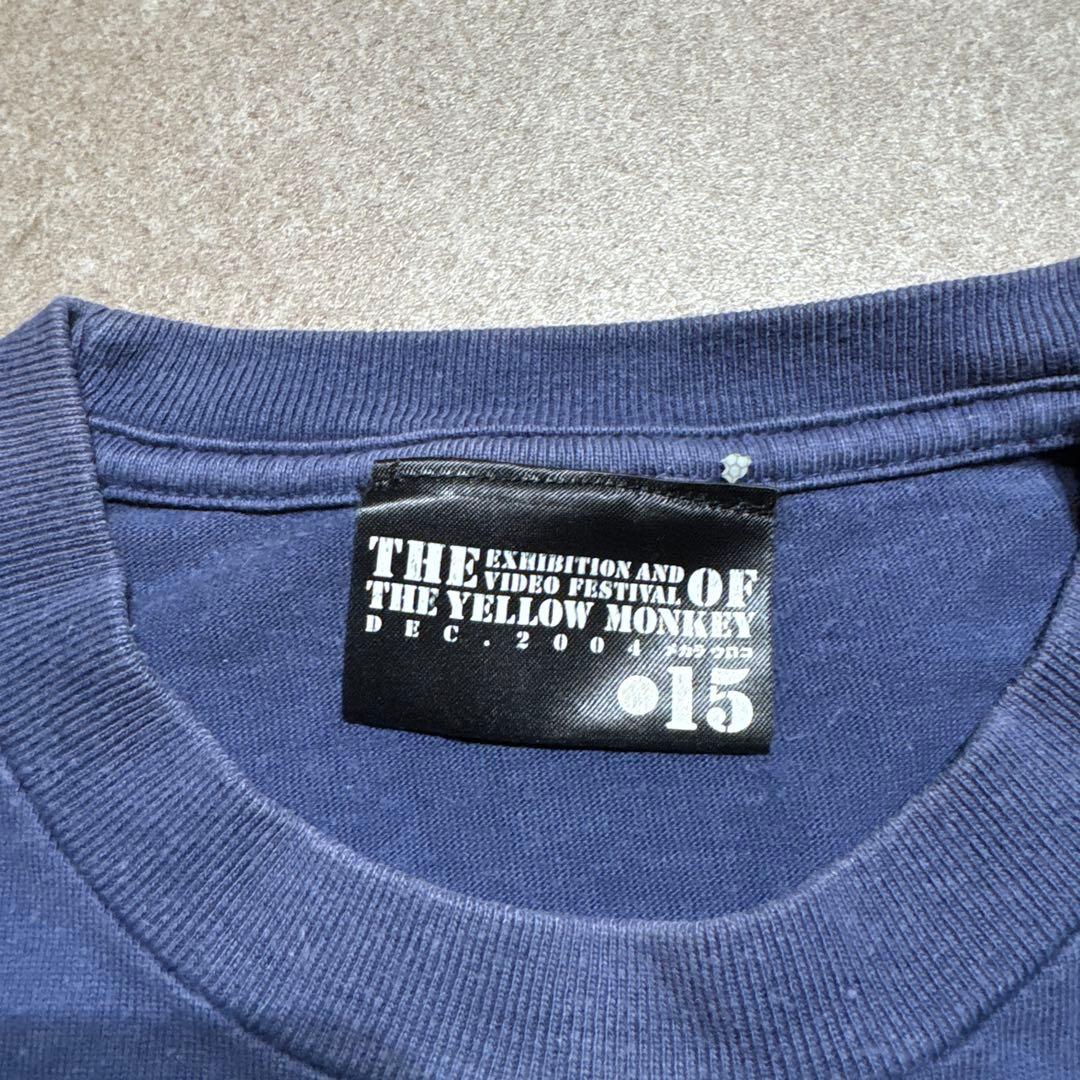 THE EXHIBITION AND VIDEO FESTIVAL OF
THE YELLOW MONKEY
DEC.2004 メカラ ウロコ
●15